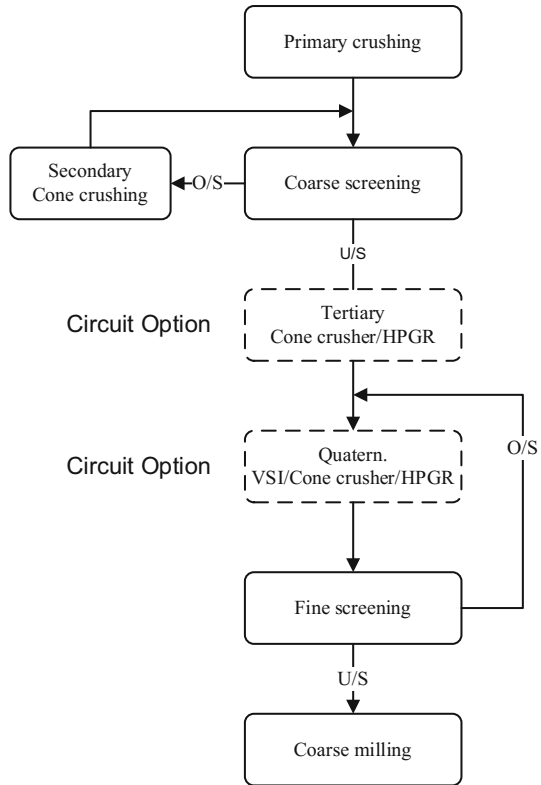 Primary crushing
Secondary
Cone crushing
O/S
Coarse screening
U/S
Circuit Option
Tertiary
Cone crusher/HPGR
Circuit Option
Quatern.
VSI/Cone crusher/HPGR
O/S
Fine screening
U/S
Coarse milling